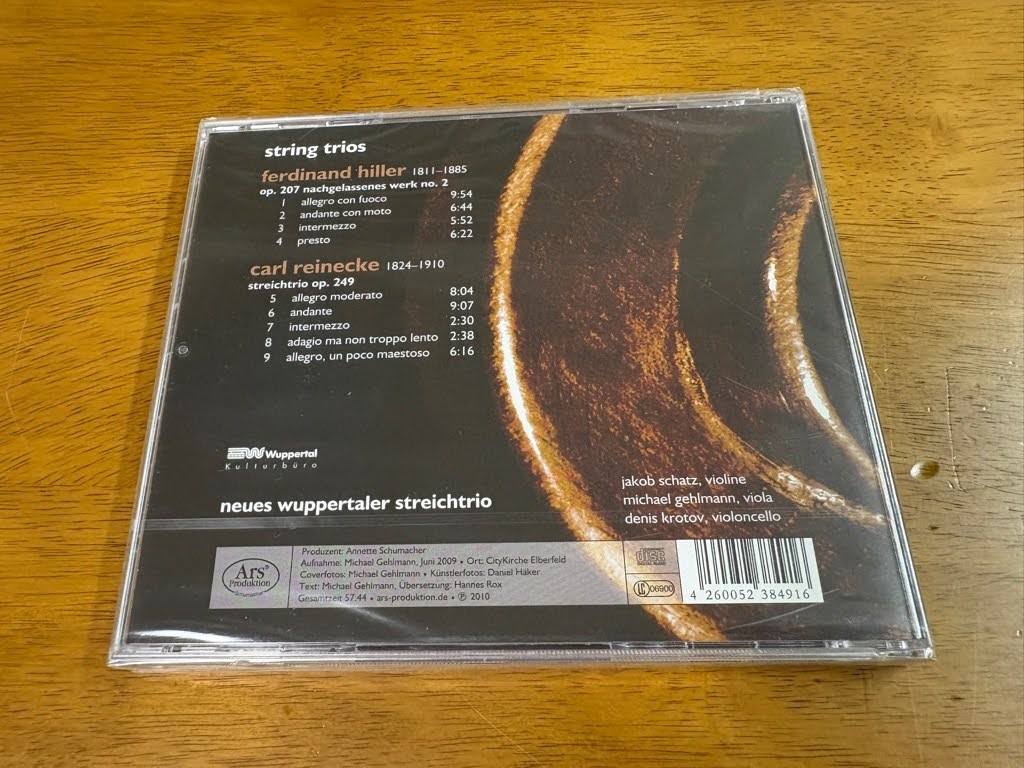 string trios
ferdinand hiller 1811–1885
op. 207 nachgelassenes werk no. 2
1 allegro con fuoco 9:54
2 andante con moto 6:44
3 intermezzo 5:52
4 presto 6:22
carl reinecke 1824–1910
streichtrio op. 249
5 allegro moderato 8:04
6 andante 9:07
7 intermezzo 2:30
8 adagio ma non troppo lento 2:38
9 allegro, un poco maestoso 6:16
Wuppertal
Kulturbüro
neues wuppertaler streichtrio
jakob schatz, violine
michael gehlmann, viola
denis krotov, violoncello
Ars
Produktion
Schumacher
Produzent: Annette Schumacher
Aufnahme: Michael Gehlmann, Juni 2009 • Ort: CityKirche Elberfeld
Coverfotos: Michael Gehlmann • Künstlerfotos: Daniel Häker
Text: Michael Gehlmann, Übersetzung: Hannes Rox
Gesamtzeit 57:44 • ars-produktion.de • ℗ 2010
disc
DIGITAL AUDIO
LC 06900
4 260052 384916